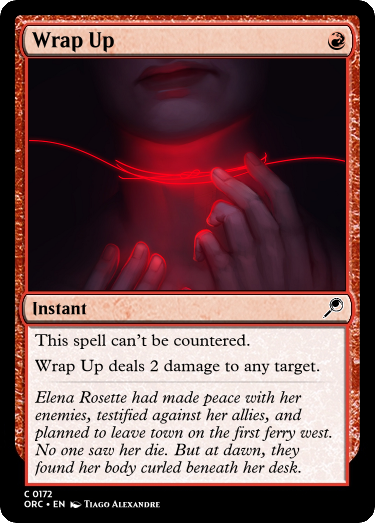 Wrap Up
Instant
This spell can't be countered.
Wrap Up deals 2 damage to any target.
Elena Rosette had made peace with her
enemies, testified against her allies, and
planned to leave town on the first ferry west.
No one saw her die. But at dawn, they
found her body curled beneath her desk.
C 0172
ORC • EN Tiago Alexandre